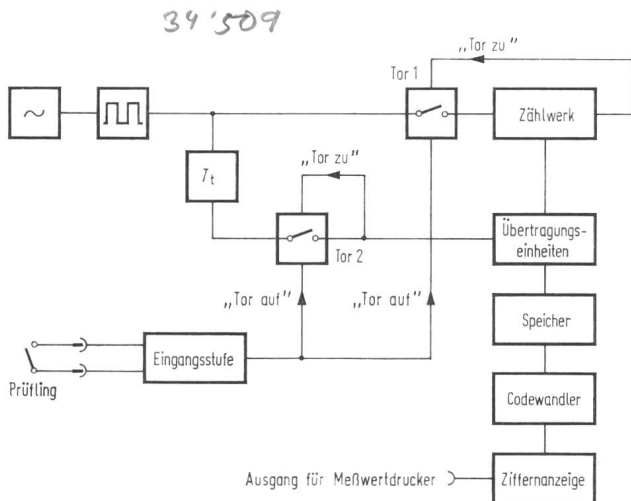 34'509
„Tor zu"
Tor 1
Zählwerk
„Tor zu"
T t
Tor 2
Übertragungs-
einheiten
„Tor auf"
„Tor auf"
Speicher
Eingangsstufe
Prüfling
Codewandler
Ausgang für Meßwertdrucker
Ziffernanzeige